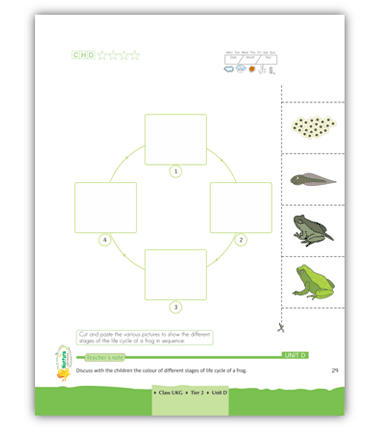 C H D
Mon Tue Wed Thu Fri Sat Sun
1
2
3
4
Cut and paste the various pictures to show the different
stages of the life cycle of a frog in sequence.
Teacher's note
UNIT D
Discuss with the children the colour of different stages of life cycle of a frog.
29
• Class UKG • Tier 2 • Unit D